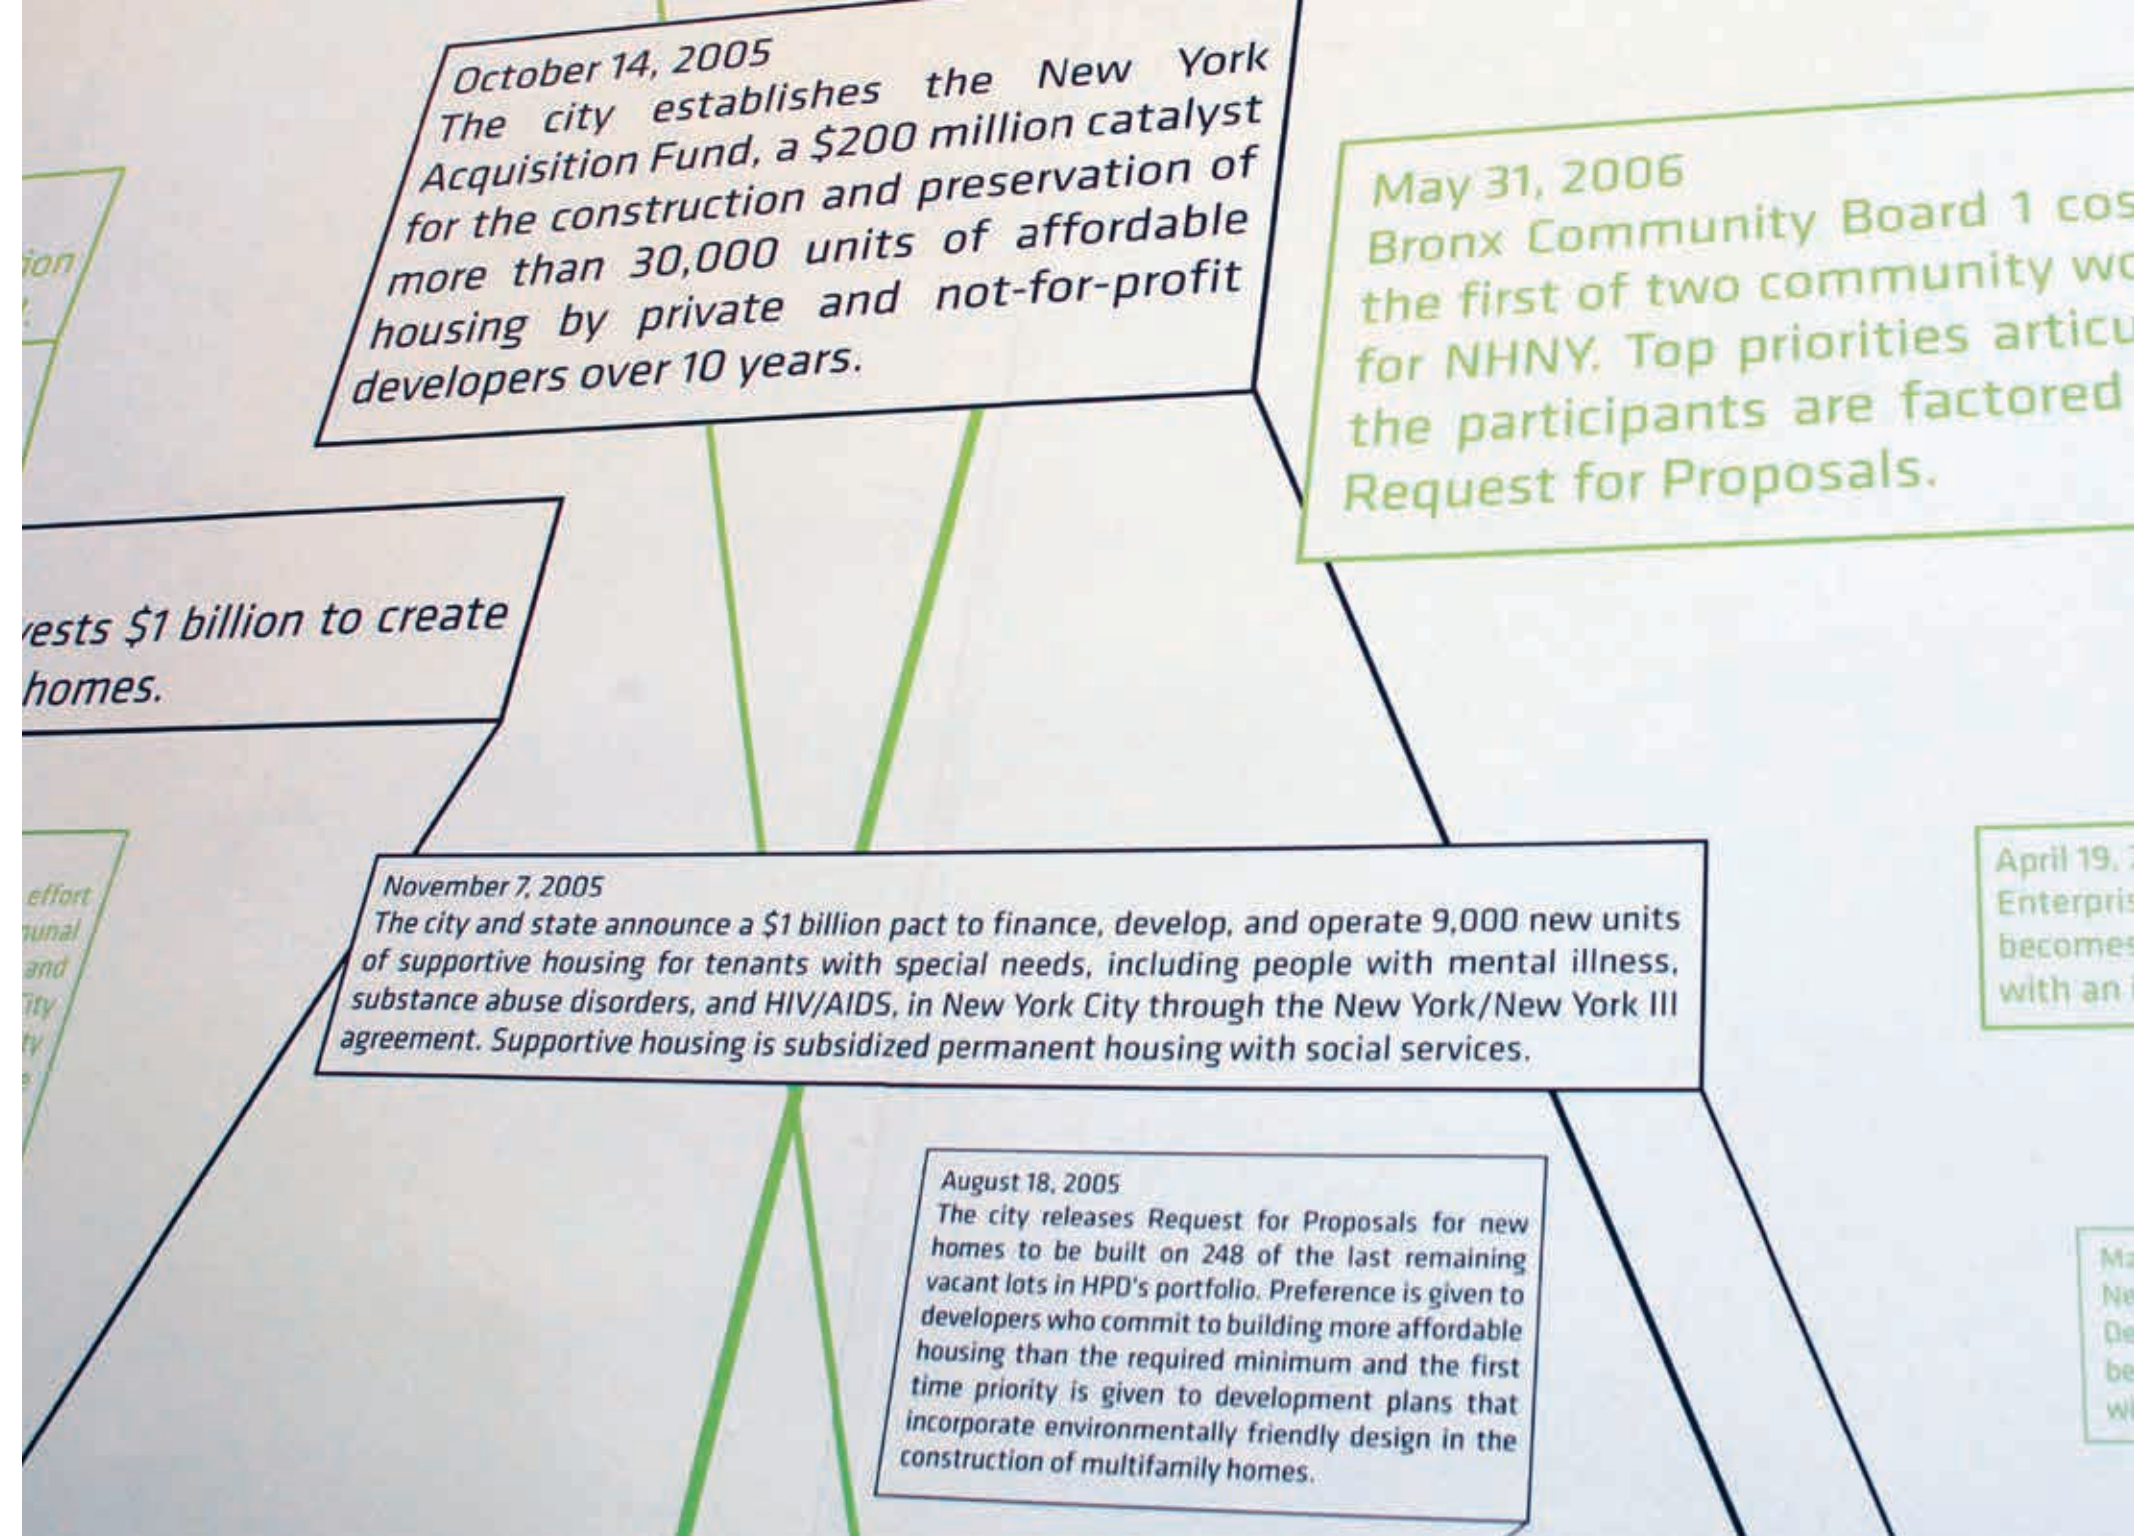 October 14, 2005
The city establishes the New York
Acquisition Fund, a $200 million catalyst
for the construction and preservation of
more than 30,000 units of affordable
housing by private and not-for-profit
developers over 10 years.
May 31, 2006
Bronx Community Board 1
the first of two community
for NHNY. Top priorities
the participants are factored
Request for Proposals.
$1 billion to create
homes.
effort
and
November 7, 2005
The city and state announce a $1 billion pact to finance, develop, and operate 9,000 new units
of supportive housing for tenants with special needs, including people with mental illness,
substance abuse disorders, and HIV/AIDS, in New York City through the New York/New York III
agreement. Supportive housing is subsidized permanent housing with social services.
April 19,
becomes
with an
August 18, 2005
The city releases Request for Proposals for new
homes to be built on 248 of the last remaining
vacant lots in HPD's portfolio. Preference is given to
developers who commit to building more affordable
housing than the required minimum and the first
time priority is given to development plans that
incorporate environmentally friendly design in the
construction of multifamily homes.